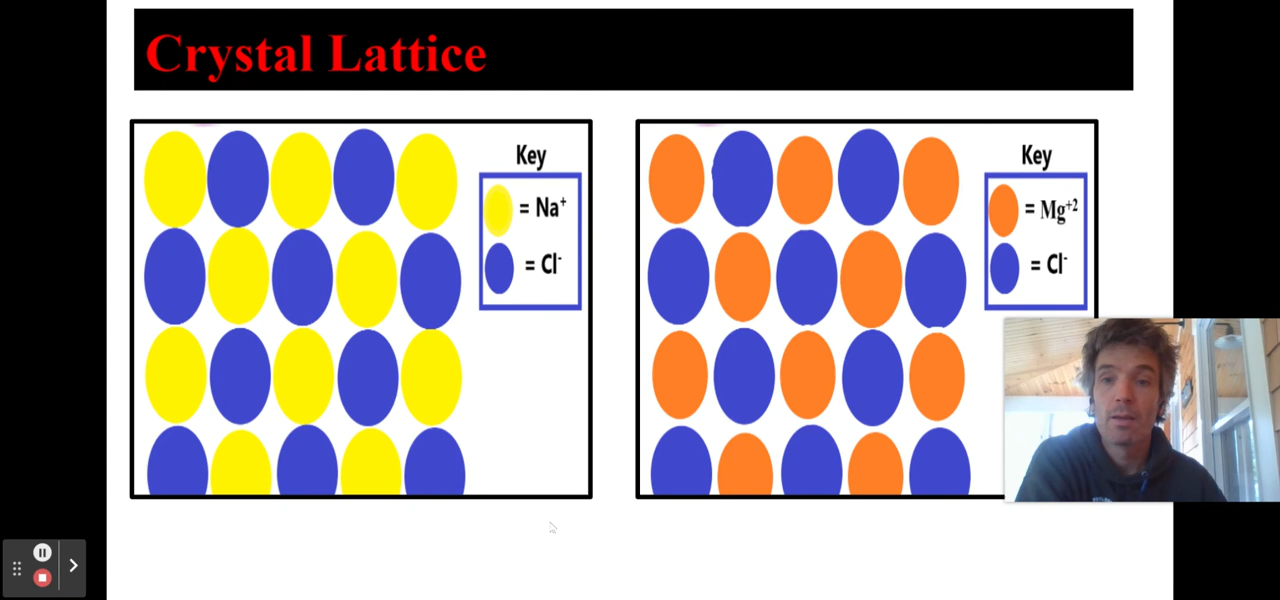 Crystal Lattice
Key
= Na⁺
= Cl⁻
Key
= Mg⁺²
= Cl⁻